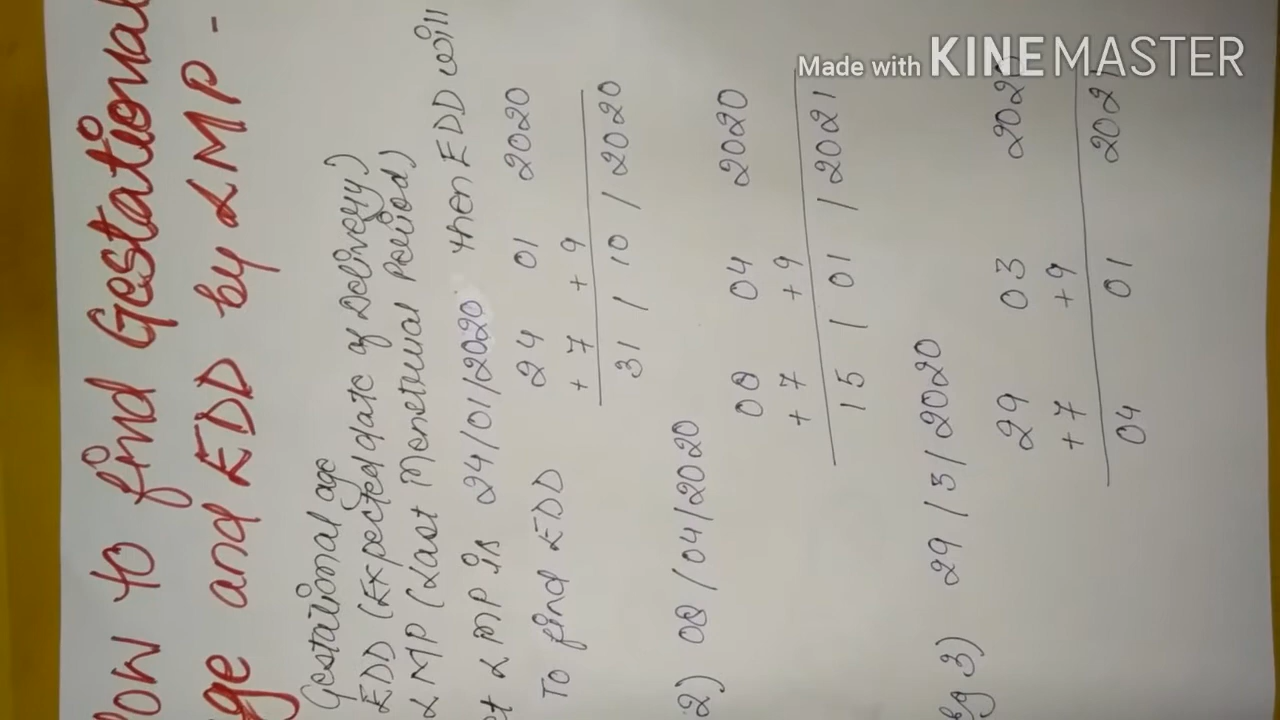 Made with KINEMASTER
How to find Gestational
age and EDD by LMP -
Gestational age
EDD (Expected date of Delivery)
LMP (Last Menstrual Period)
LMP is 24/01/2020 then EDD will
To find EDD
24 01 2020
+ 7 + 9
31 / 10 / 2020
2) 08/04/2020
08 04 2020
+ 7 + 9
15 / 01 / 2021
eg 3) 29/3/2020
29 03 2020
+ 7 + 9
04 01 2021